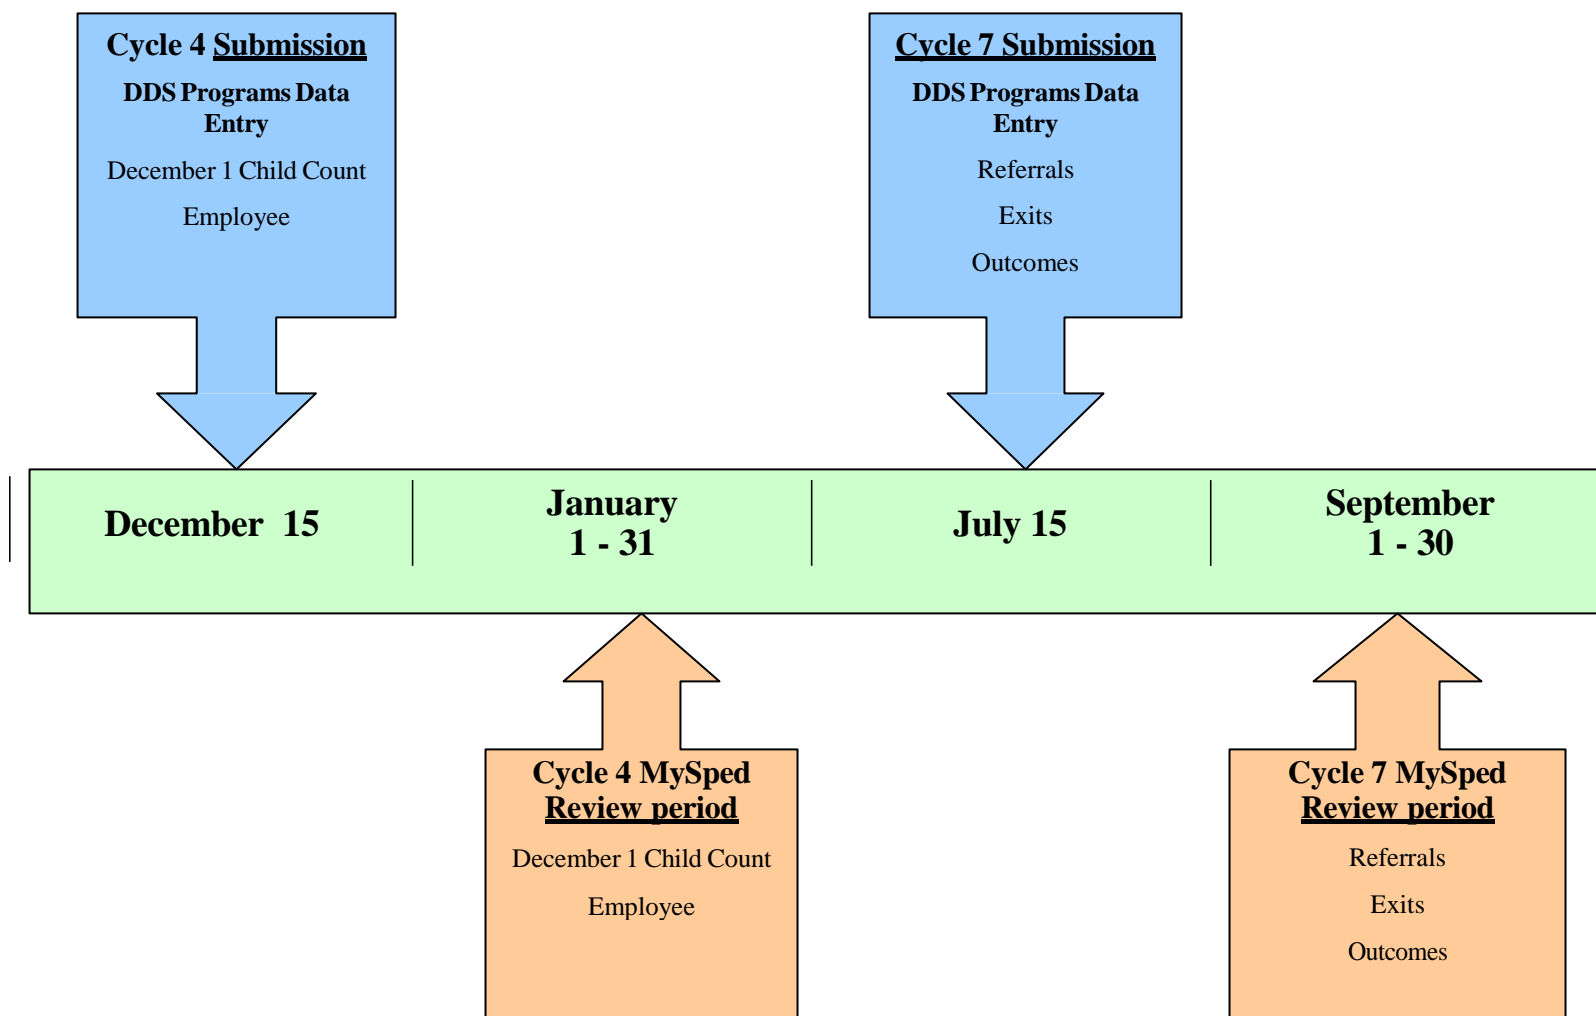 Cycle 4 Submission
DDS Programs Data
Entry
December 1 Child Count
Employee
Cycle 7 Submission
DDS Programs Data
Entry
Referrals
Exits
Outcomes
December 15
January
1 - 31
July 15
September
1 - 30
Cycle 4 MySped
Review period
December 1 Child Count
Employee
Cycle 7 MySped
Review period
Referrals
Exits
Outcomes